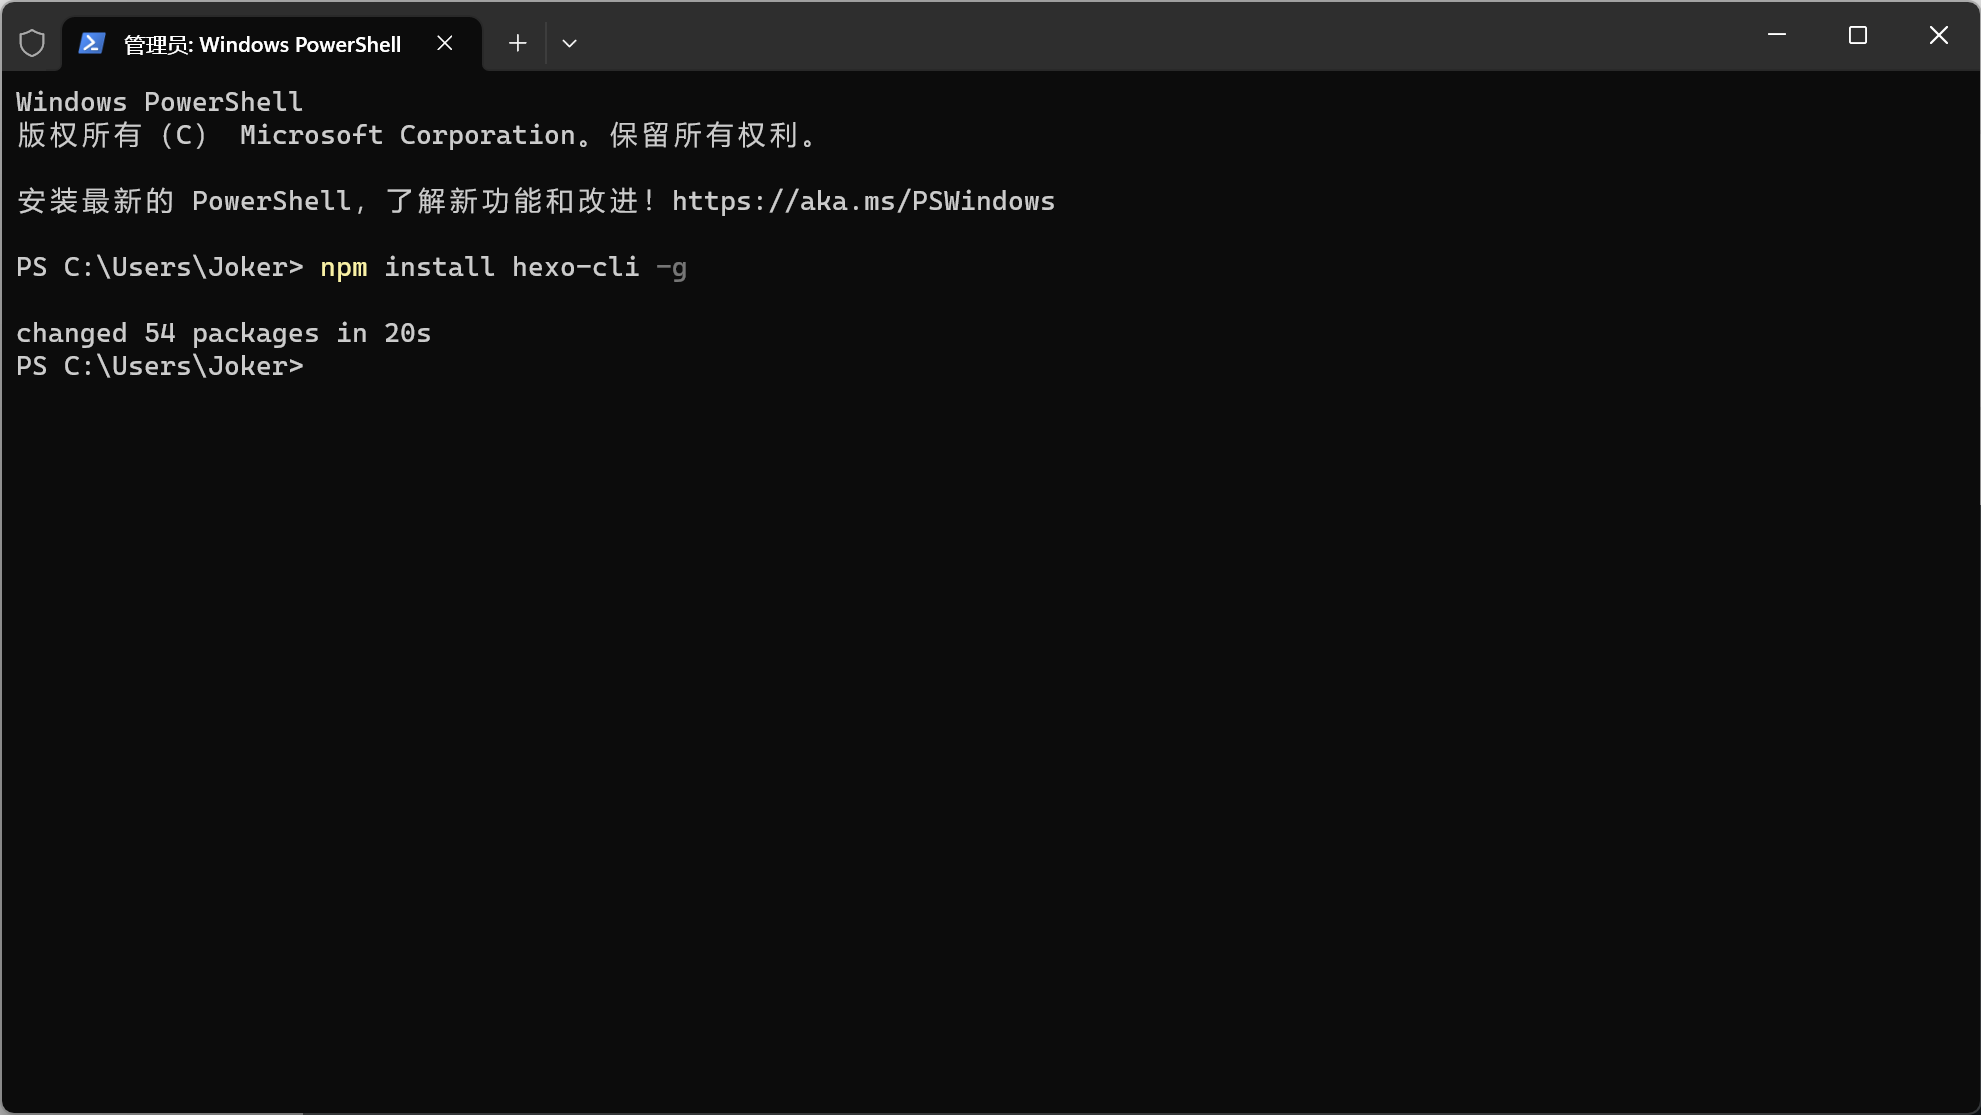 管理员: Windows PowerShell
Windows PowerShell
版权所有（C） Microsoft Corporation。保留所有权利。
安装最新的 PowerShell，了解新功能和改进！https://aka.ms/PSWindows
PS C:\Users\Joker> npm install hexo-cli -g
changed 54 packages in 20s
PS C:\Users\Joker>